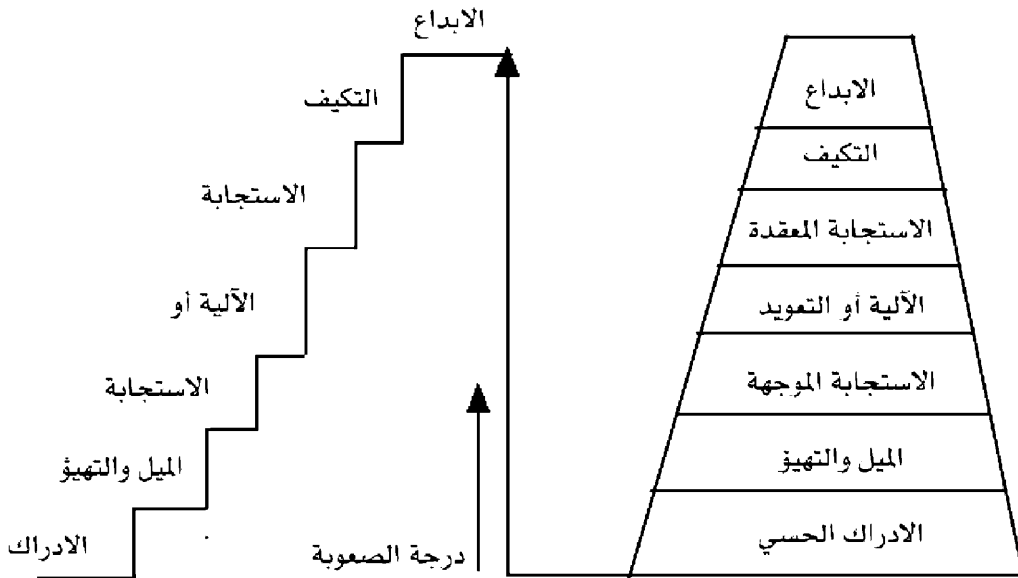 الابداع
التكيف
الاستجابة
الآلية أو
الاستجابة
الميل والتهيؤ
الادراك
درجة الصعوبة
الابداع
التكيف
الاستجابة المعقدة
الآلية أو التعويد
الاستجابة الموجهة
الميل والتهيؤ
الادراك الحسي